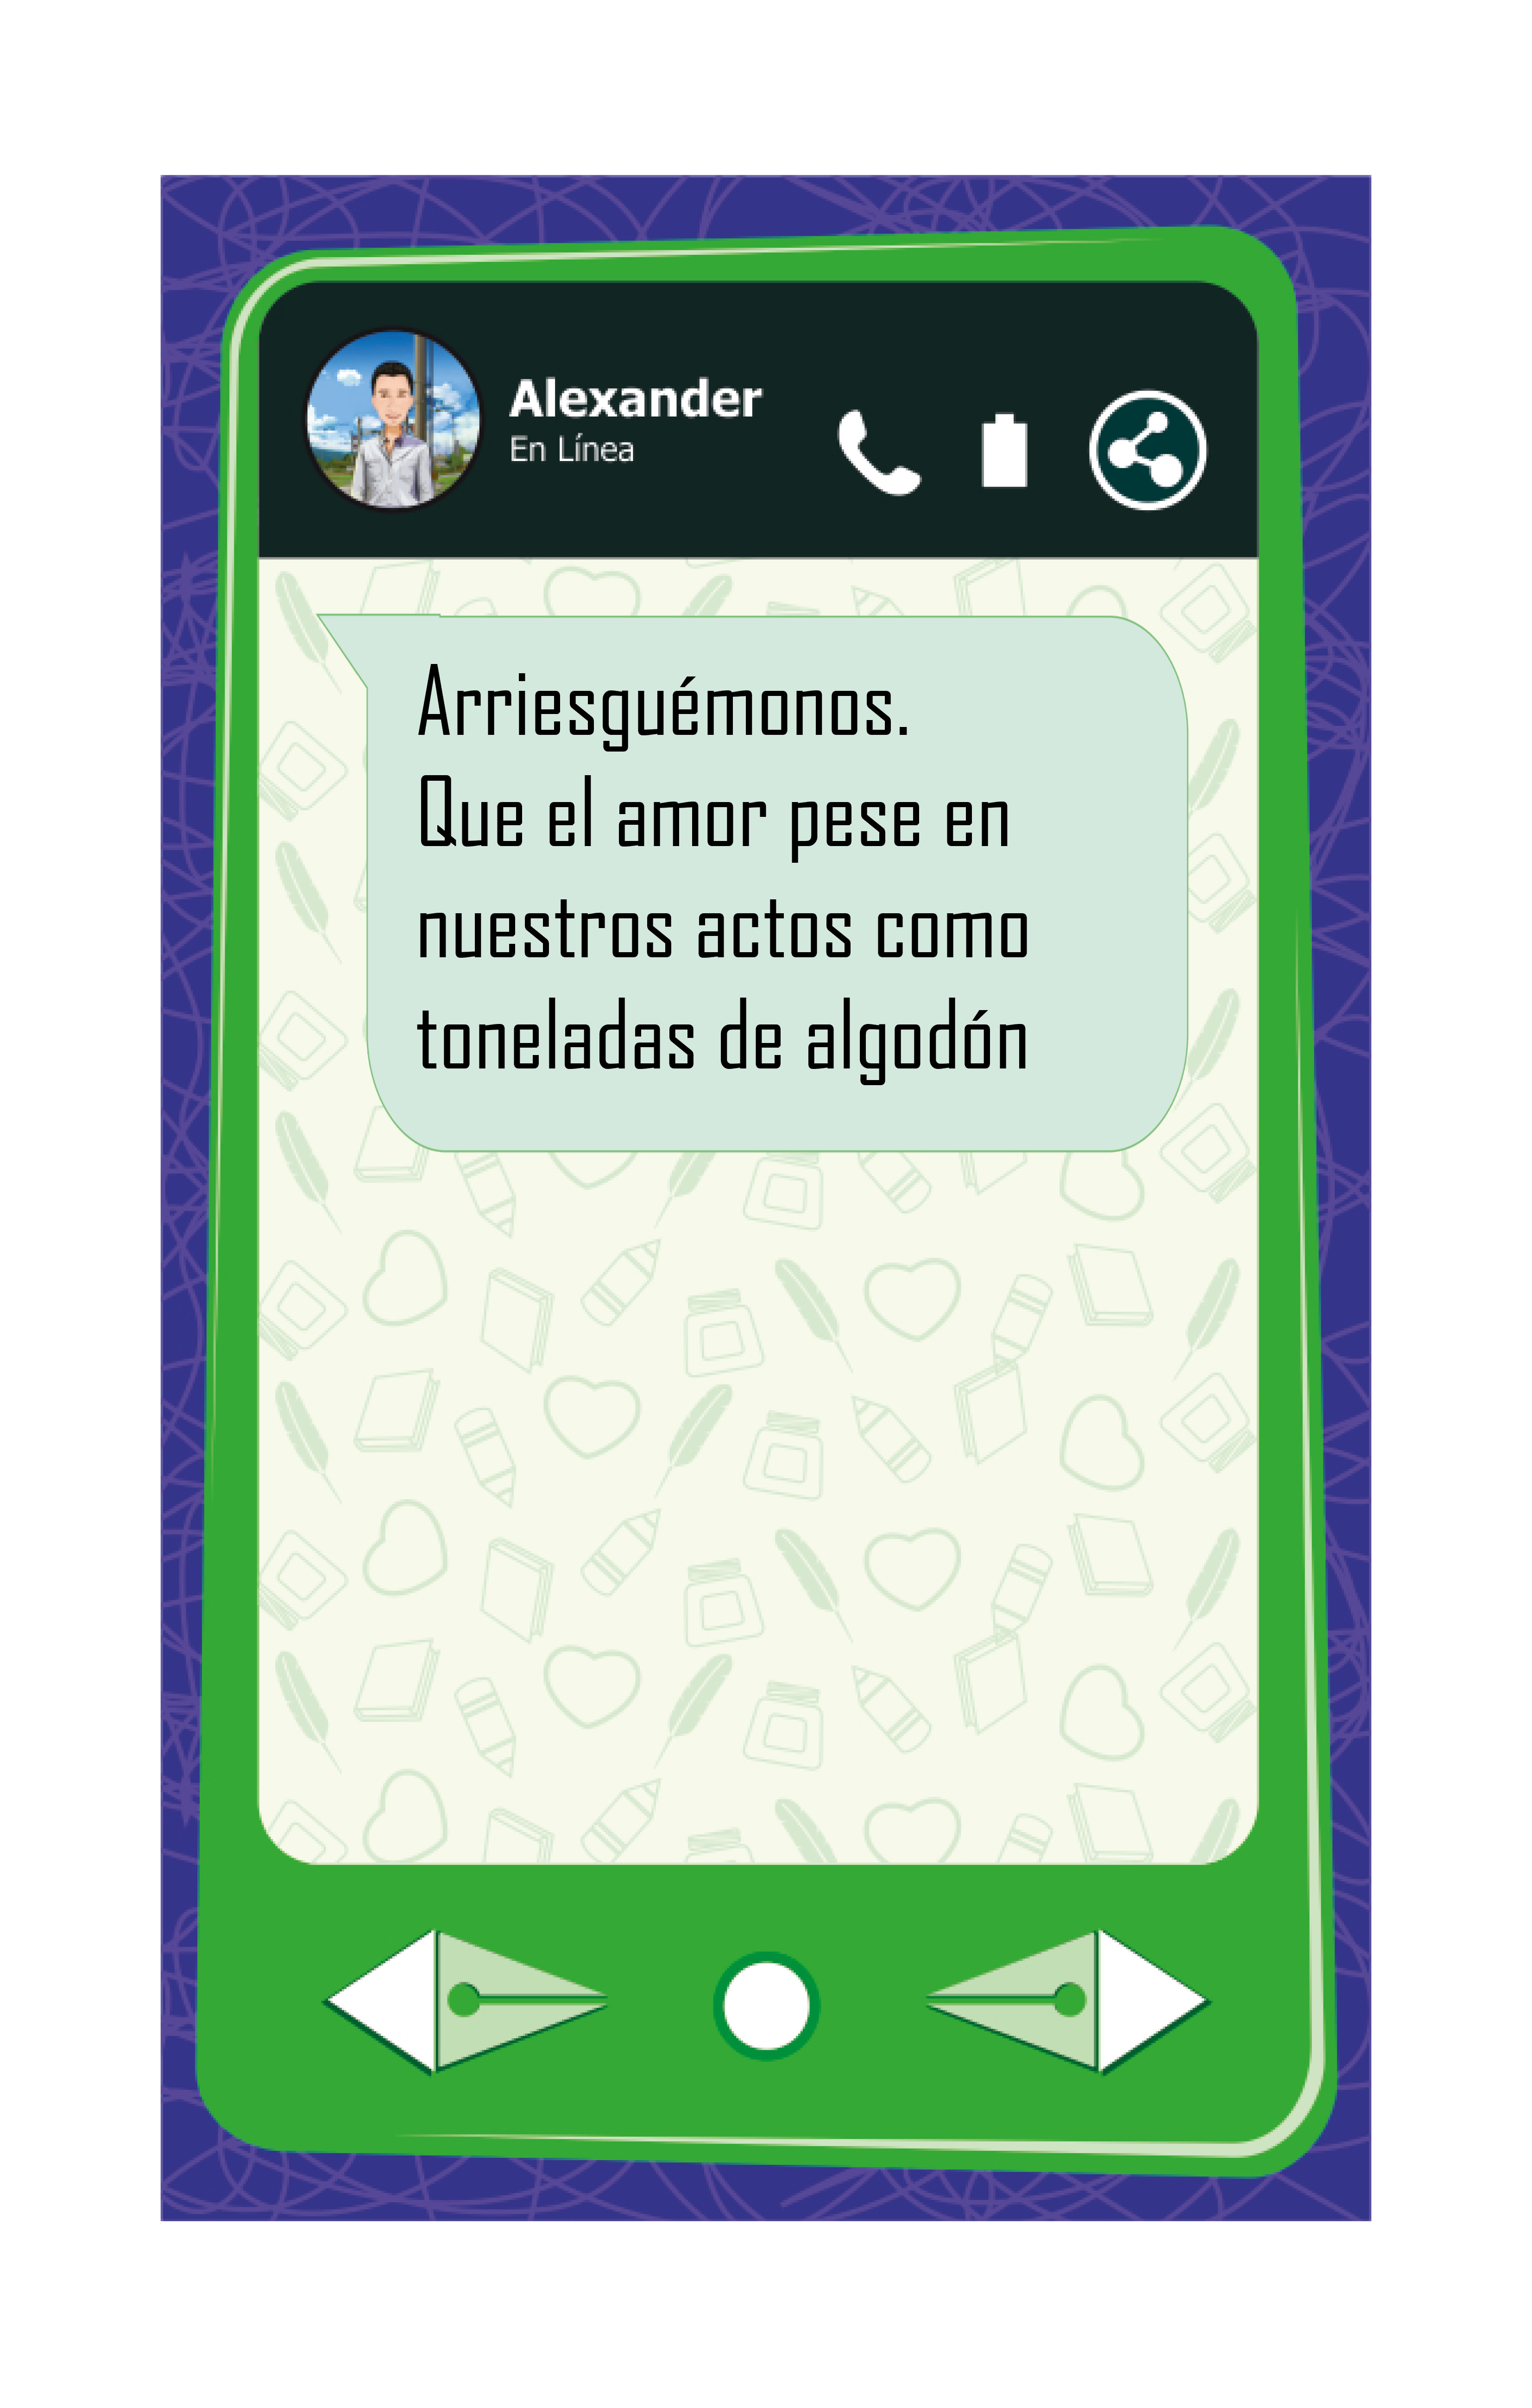 Alexander
En Línea
Arriesguémonos.
Que el amor pese en
nuestros actos como
toneladas de algodón